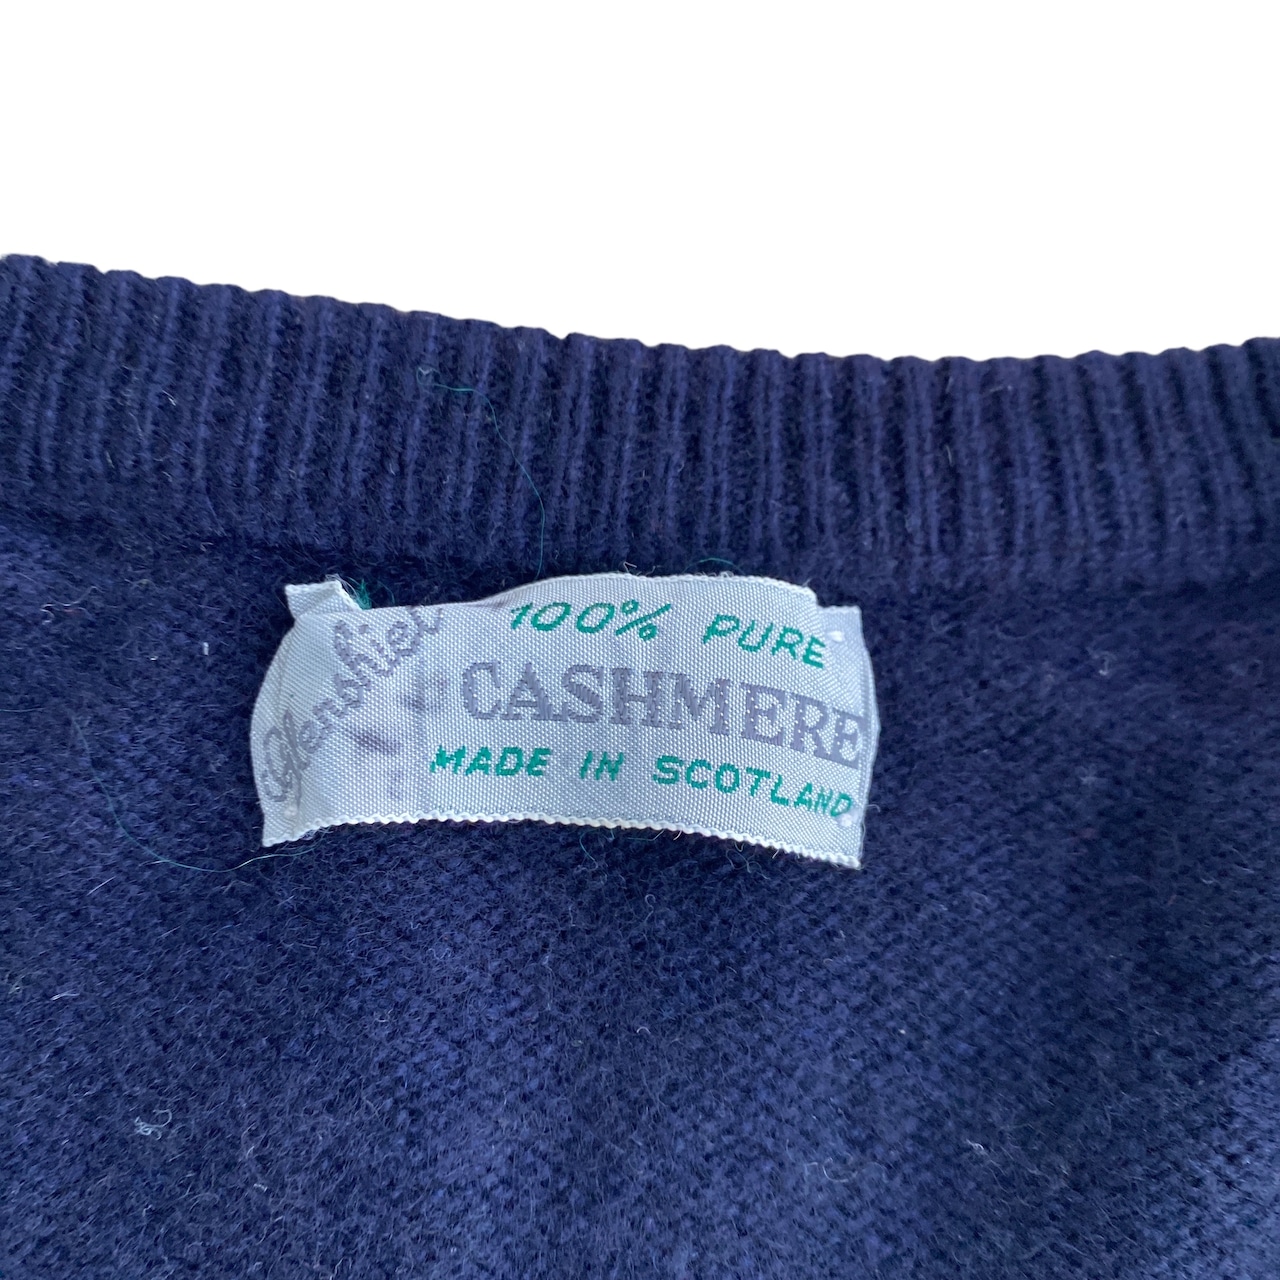 Glenshiel
100% PURE
CASHMERE
MADE IN SCOTLAND